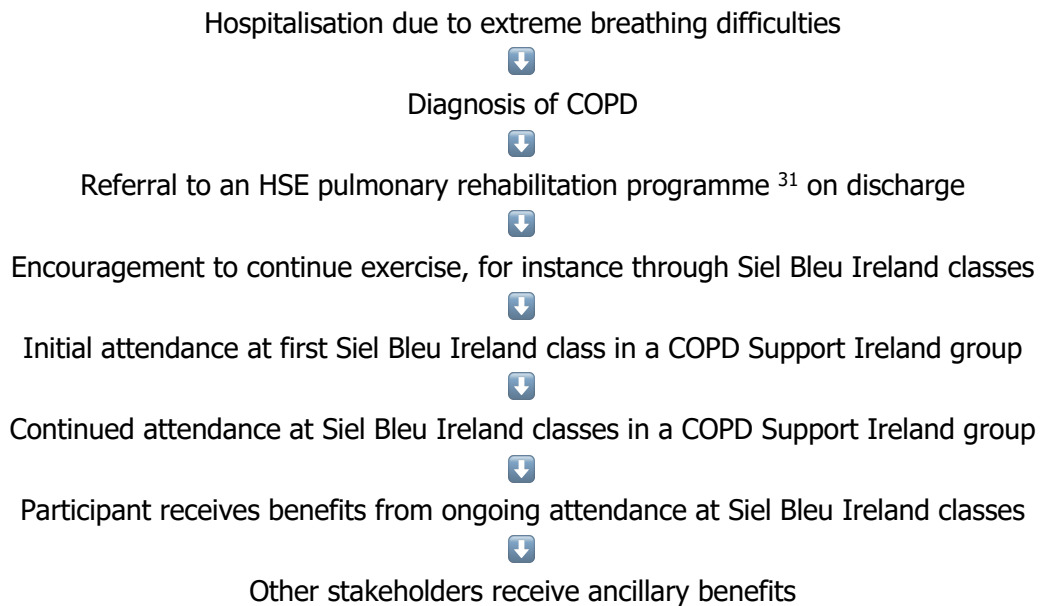 Hospitalisation due to extreme breathing difficulties
⬇
Diagnosis of COPD
⬇
Referral to an HSE pulmonary rehabilitation programme ³¹ on discharge
⬇
Encouragement to continue exercise, for instance through Siel Bleu Ireland classes
⬇
Initial attendance at first Siel Bleu Ireland class in a COPD Support Ireland group
⬇
Continued attendance at Siel Bleu Ireland classes in a COPD Support Ireland group
⬇
Participant receives benefits from ongoing attendance at Siel Bleu Ireland classes
⬇
Other stakeholders receive ancillary benefits